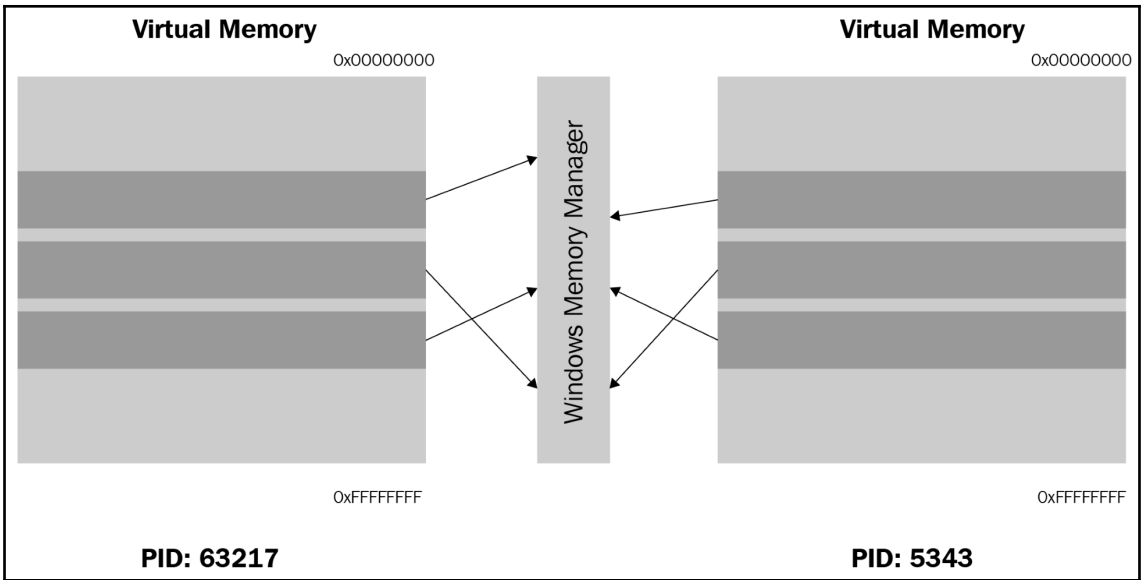 Virtual Memory
0x00000000
Virtual Memory
0x00000000
Windows Memory Manager
0xFFFFFFFF
0xFFFFFFFF
PID: 63217
PID: 5343